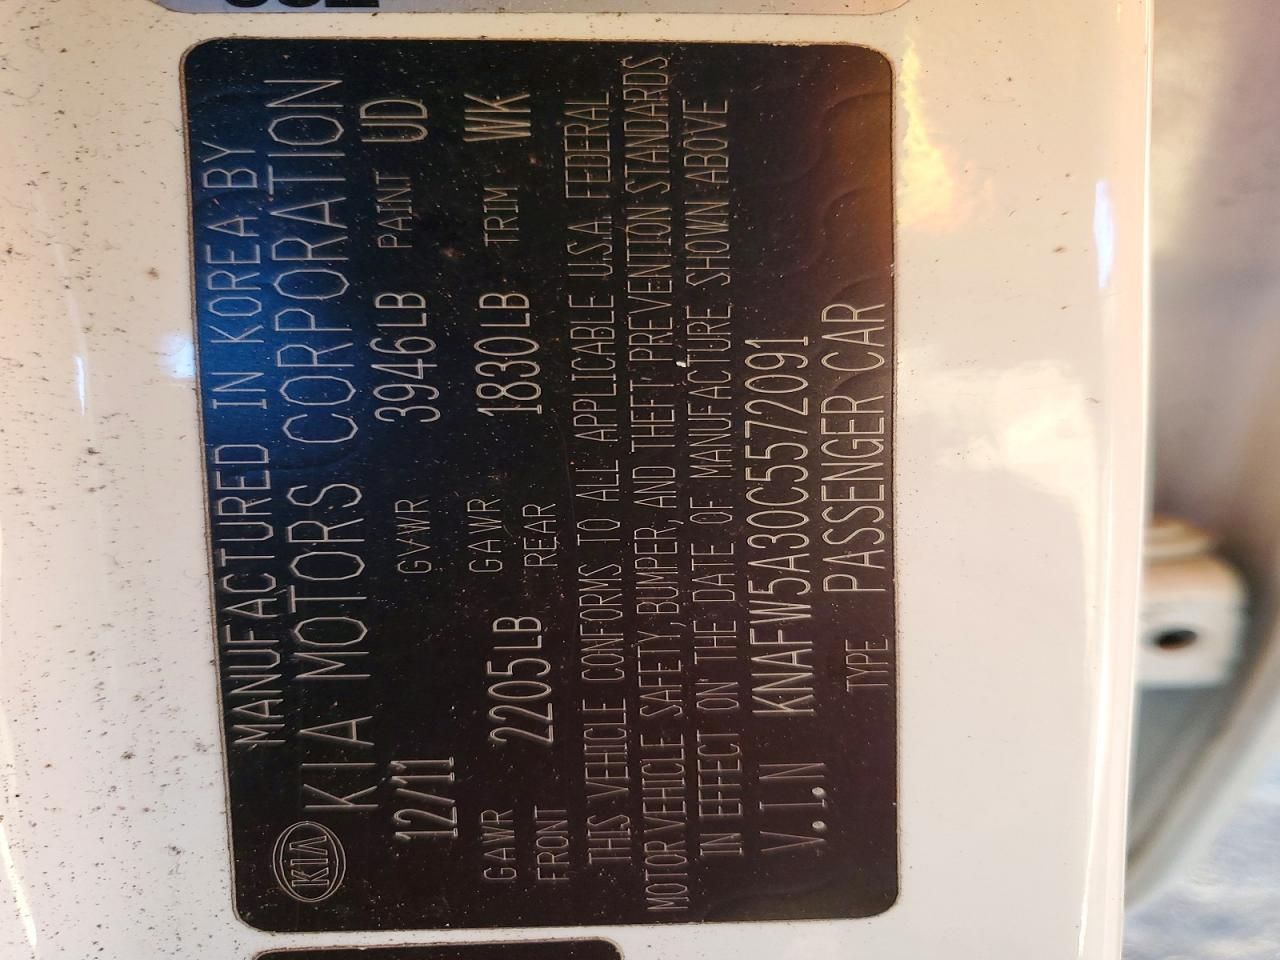 MANUFACTURED IN KOREA BY
KIA KIA MOTORS CORPORATION
12/11 GVWR 3946LB PAINT UD
GAWR FRONT 2205LB GAWR REAR 1830LB TRIM WK
THIS VEHICLE CONFORMS TO ALL APPLICABLE U.S.A. FEDERAL
MOTOR VEHICLE SAFETY, BUMPER, AND THEFT PREVENTION STANDARDS
IN EFFECT ON THE DATE OF MANUFACTURE SHOWN ABOVE
V.I.N KNAFW5A30C5572091
TYPE PASSENGER CAR